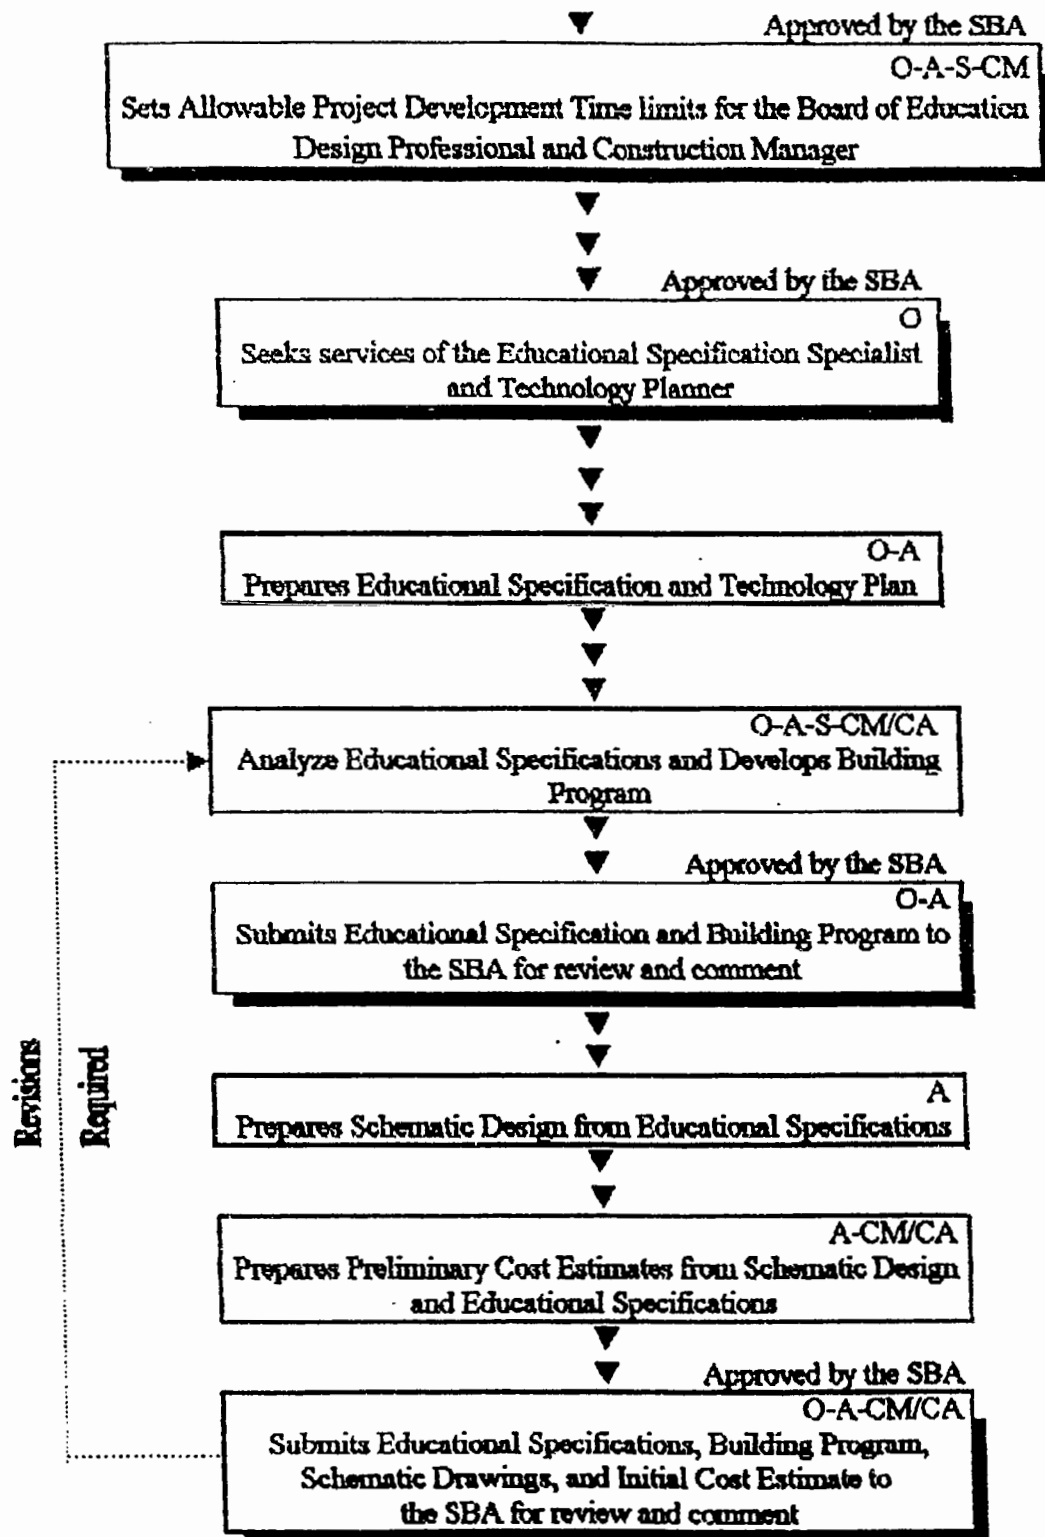 Approved by the SBA
O-A-S-CM
Sets Allowable Project Development Time limits for the Board of Education
Design Professional and Construction Manager
Approved by the SBA
O
Seeks services of the Educational Specification Specialist
and Technology Planner
O-A
Prepares Educational Specification and Technology Plan
O-A-S-CM/CA
Analyze Educational Specifications and Develops Building
Program
Approved by the SBA
O-A
Submits Educational Specification and Building Program to
the SBA for review and comment
Revisions
Required
A
Prepares Schematic Design from Educational Specifications
A-CM/CA
Prepares Preliminary Cost Estimates from Schematic Design
and Educational Specifications
Approved by the SBA
O-A-CM/CA
Submits Educational Specifications, Building Program,
Schematic Drawings, and Initial Cost Estimate to
the SBA for review and comment